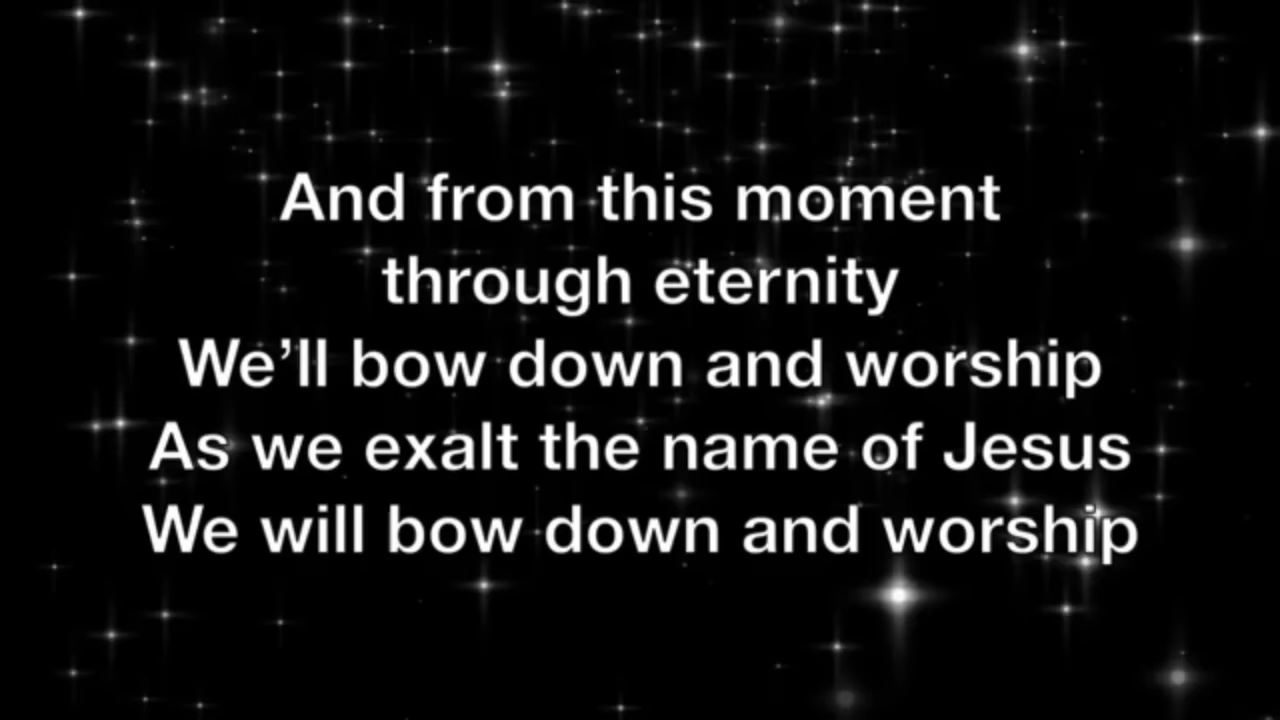 And from this moment
through eternity
We’ll bow down and worship
As we exalt the name of Jesus
We will bow down and worship